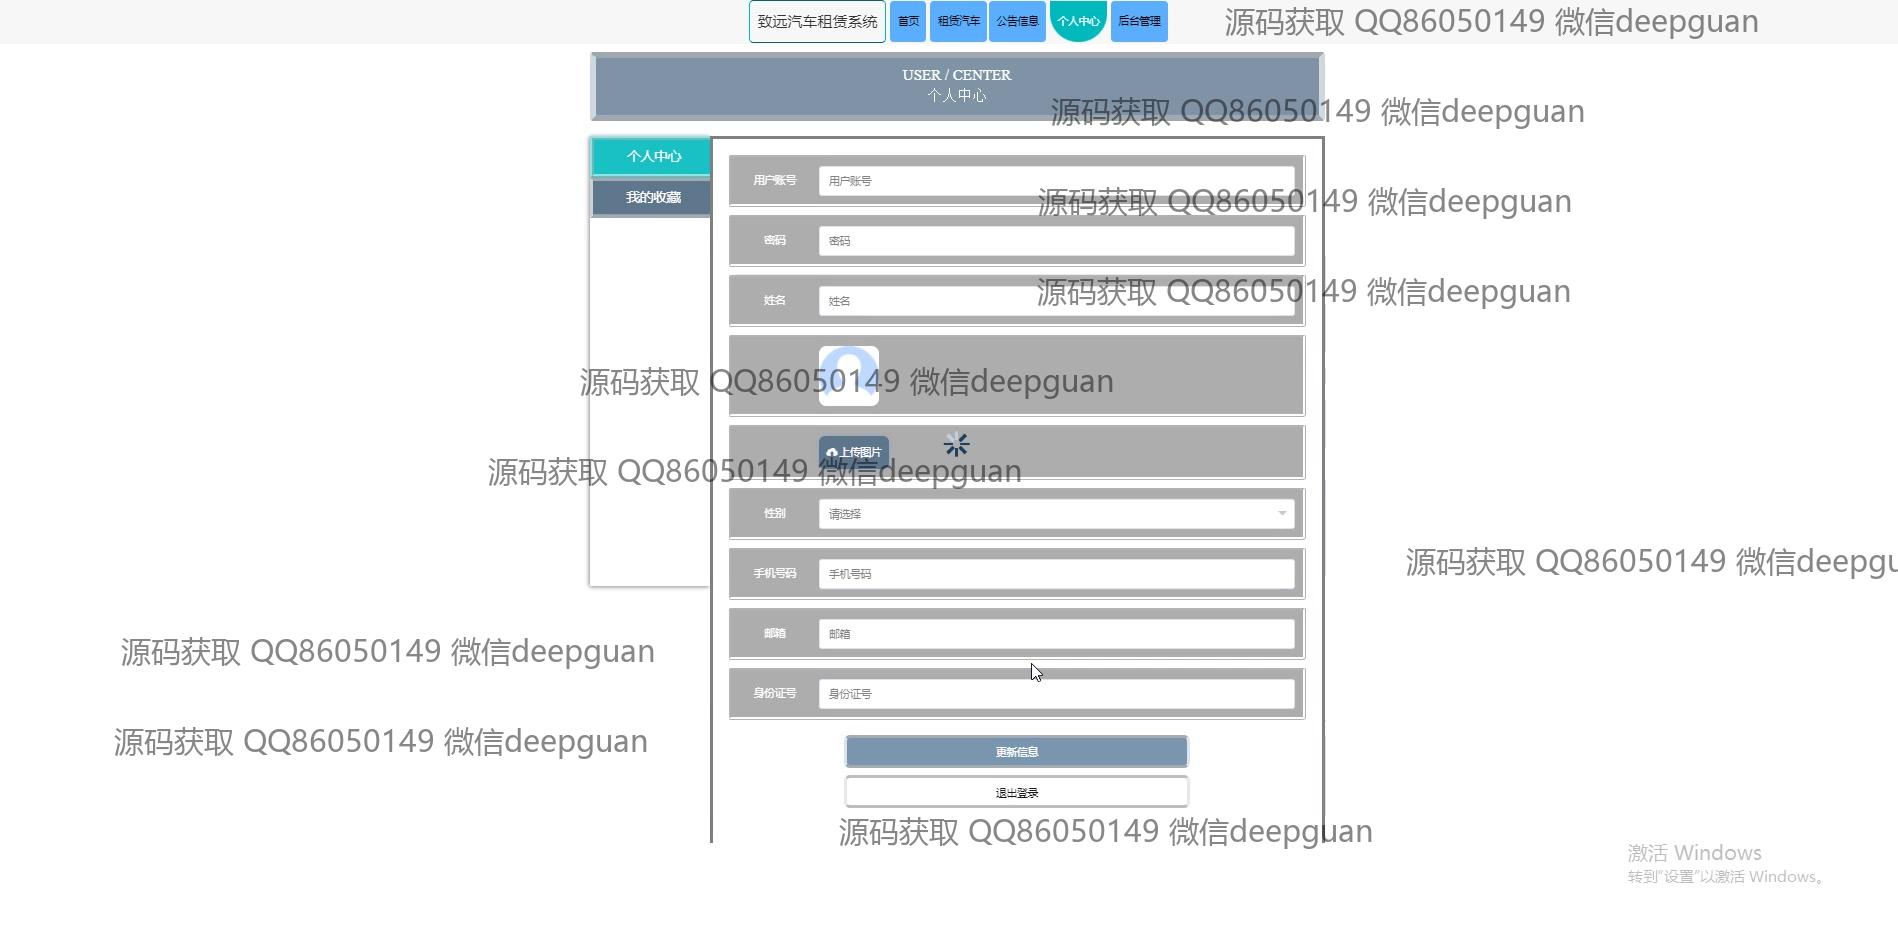 致远汽车租赁系统
首页
租赁汽车
公告信息
个人中心
后台管理
源码获取 QQ86050149 微信deepguan
USER / CENTER
个人中心
源码获取 QQ86050149 微信deepguan
个人中心
我的收藏
用户账号
用户账号
源码获取 QQ86050149 微信deepguan
密码
密码
姓名
姓名
源码获取 QQ86050149 微信deepguan
源码获取 QQ86050149 微信deepguan
上传图片
源码获取 QQ86050149 微信deepguan
性别
请选择
源码获取 QQ86050149 微信deepgu
手机号码
手机号码
邮箱
邮箱
源码获取 QQ86050149 微信deepguan
身份证号
身份证号
源码获取 QQ86050149 微信deepguan
更新信息
退出登录
源码获取 QQ86050149 微信deepguan
激活 Windows
转到"设置"以激活 Windows。